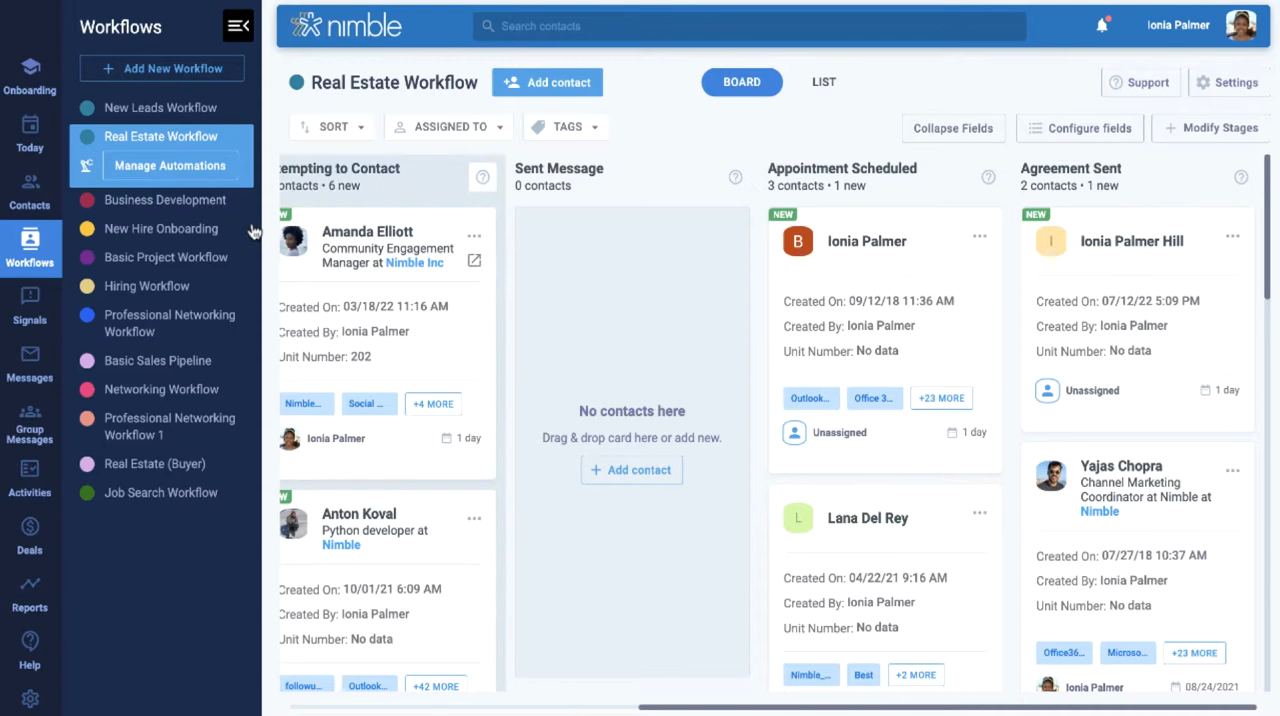 Workflows
Add New Workflow
New Leads Workflow
Real Estate Workflow
Manage Automations
Business Development
New Hire Onboarding
Basic Project Workflow
Hiring Workflow
Professional Networking
Workflow
Basic Sales Pipeline
Networking Workflow
Professional Networking
Workflow 1
Real Estate (Buyer)
Job Search Workflow
Onboarding
Today
Contacts
Workflows
Signals
Messages
Group
Messages
Activities
Deals
Reports
Help
nimble
Search contacts
Ionia Palmer
Real Estate Workflow
Add contact
BOARD
LIST
Support
Settings
SORT
ASSIGNED TO
TAGS
Collapse Fields
Configure fields
Modify Stages
tempting to Contact
ontacts • 6 new
W
Amanda Elliott
Community Engagement
Manager at Nimble Inc
Created On: 03/18/22 11:16 AM
Created By: Ionia Palmer
Unit Number: 202
Nimble...
Social ...
+4 MORE
Ionia Palmer
1 day
W
Anton Koval
Python developer at
Nimble
Created On: 10/01/21 6:09 AM
Created By: Ionia Palmer
Unit Number: No data
followu...
Outlook...
+42 MORE
Sent Message
0 contacts
No contacts here
Drag & drop card here or add new.
Add contact
Appointment Scheduled
3 contacts • 1 new
NEW
B
Ionia Palmer
Created On: 09/12/18 11:36 AM
Created By: Ionia Palmer
Unit Number: No data
Outlook...
Office 3...
+23 MORE
Unassigned
1 day
L
Lana Del Rey
Created On: 04/22/21 9:16 AM
Created By: Ionia Palmer
Unit Number: No data
Nimble_...
Best
+2 MORE
Agreement Sent
2 contacts • 1 new
NEW
I
Ionia Palmer Hill
Created On: 07/12/22 5:09 PM
Created By: Ionia Palmer
Unit Number: No data
Unassigned
1 day
Yajas Chopra
Channel Marketing
Coordinator at Nimble at
Nimble
Created On: 07/27/18 10:37 AM
Created By: Ionia Palmer
Unit Number: No data
Office36...
Microso...
+23 MORE
Ionia Palmer
08/24/2021